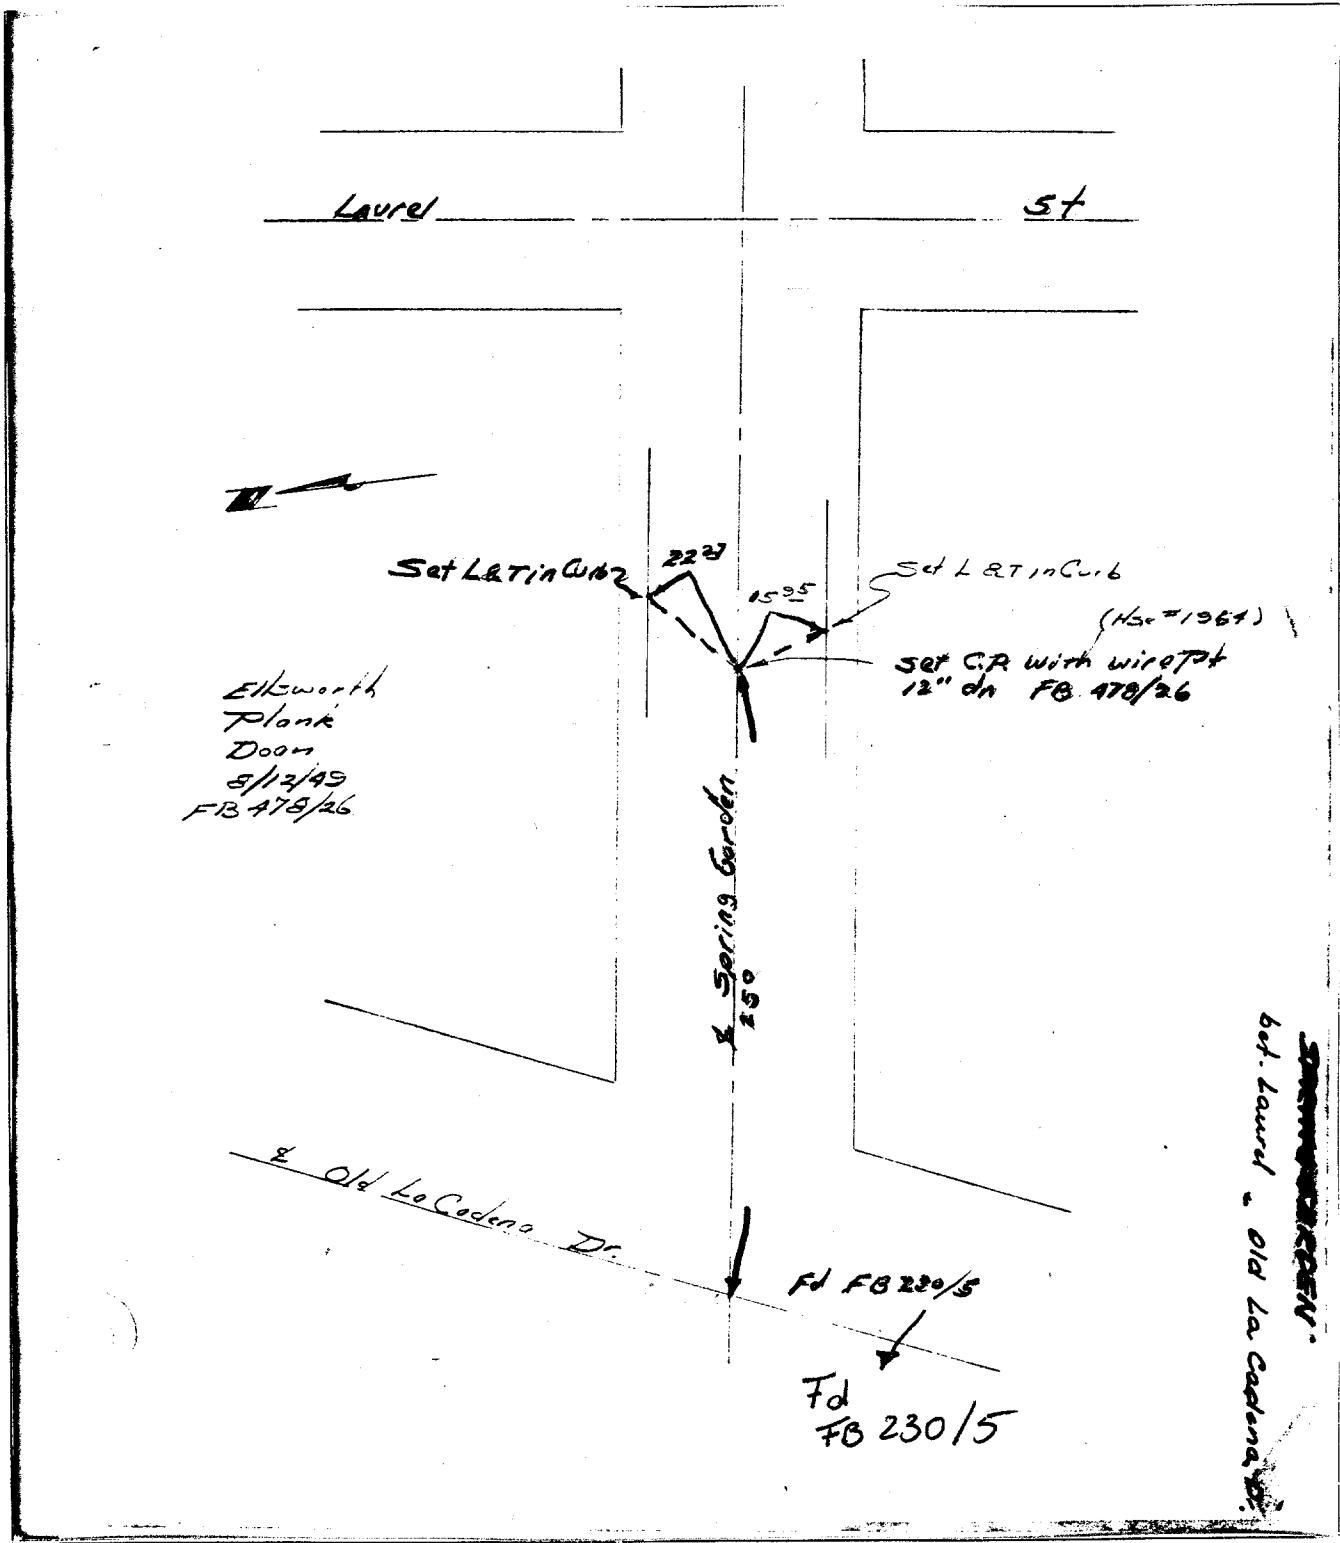 Laurel St
Set L&T in Curb
22 27
15 95
Set L & T in Curb
(Hse #1964)
set C.P. with wire Pt
12" dn FB 478/26
Ellsworth
Plank
Doan
8/12/49
FB 478/26
℄ Spring Garden
250
℄ Old La Cadena Dr.
Fd FB 230/5
Fd
FB 230/5
bet. Laurel - Old La Cadena Dr.